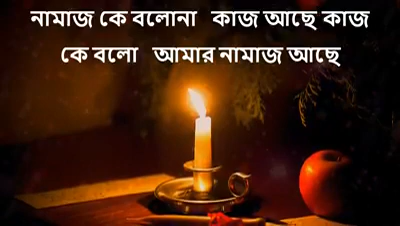 নামাজ কে বলোনা কাজ আছে কাজ
কে বলো আমার নামাজ আছে